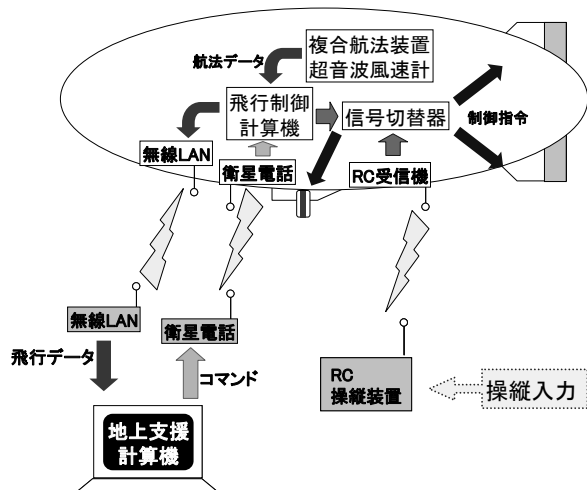 航法データ
複合航法装置
超音波風速計
飛行制御
計算機
信号切替器
制御指令
無線LAN
衛星電話
RC受信機
無線LAN
衛星電話
飛行データ
コマンド
RC
操縦装置
操縦入力
地上支援
計算機